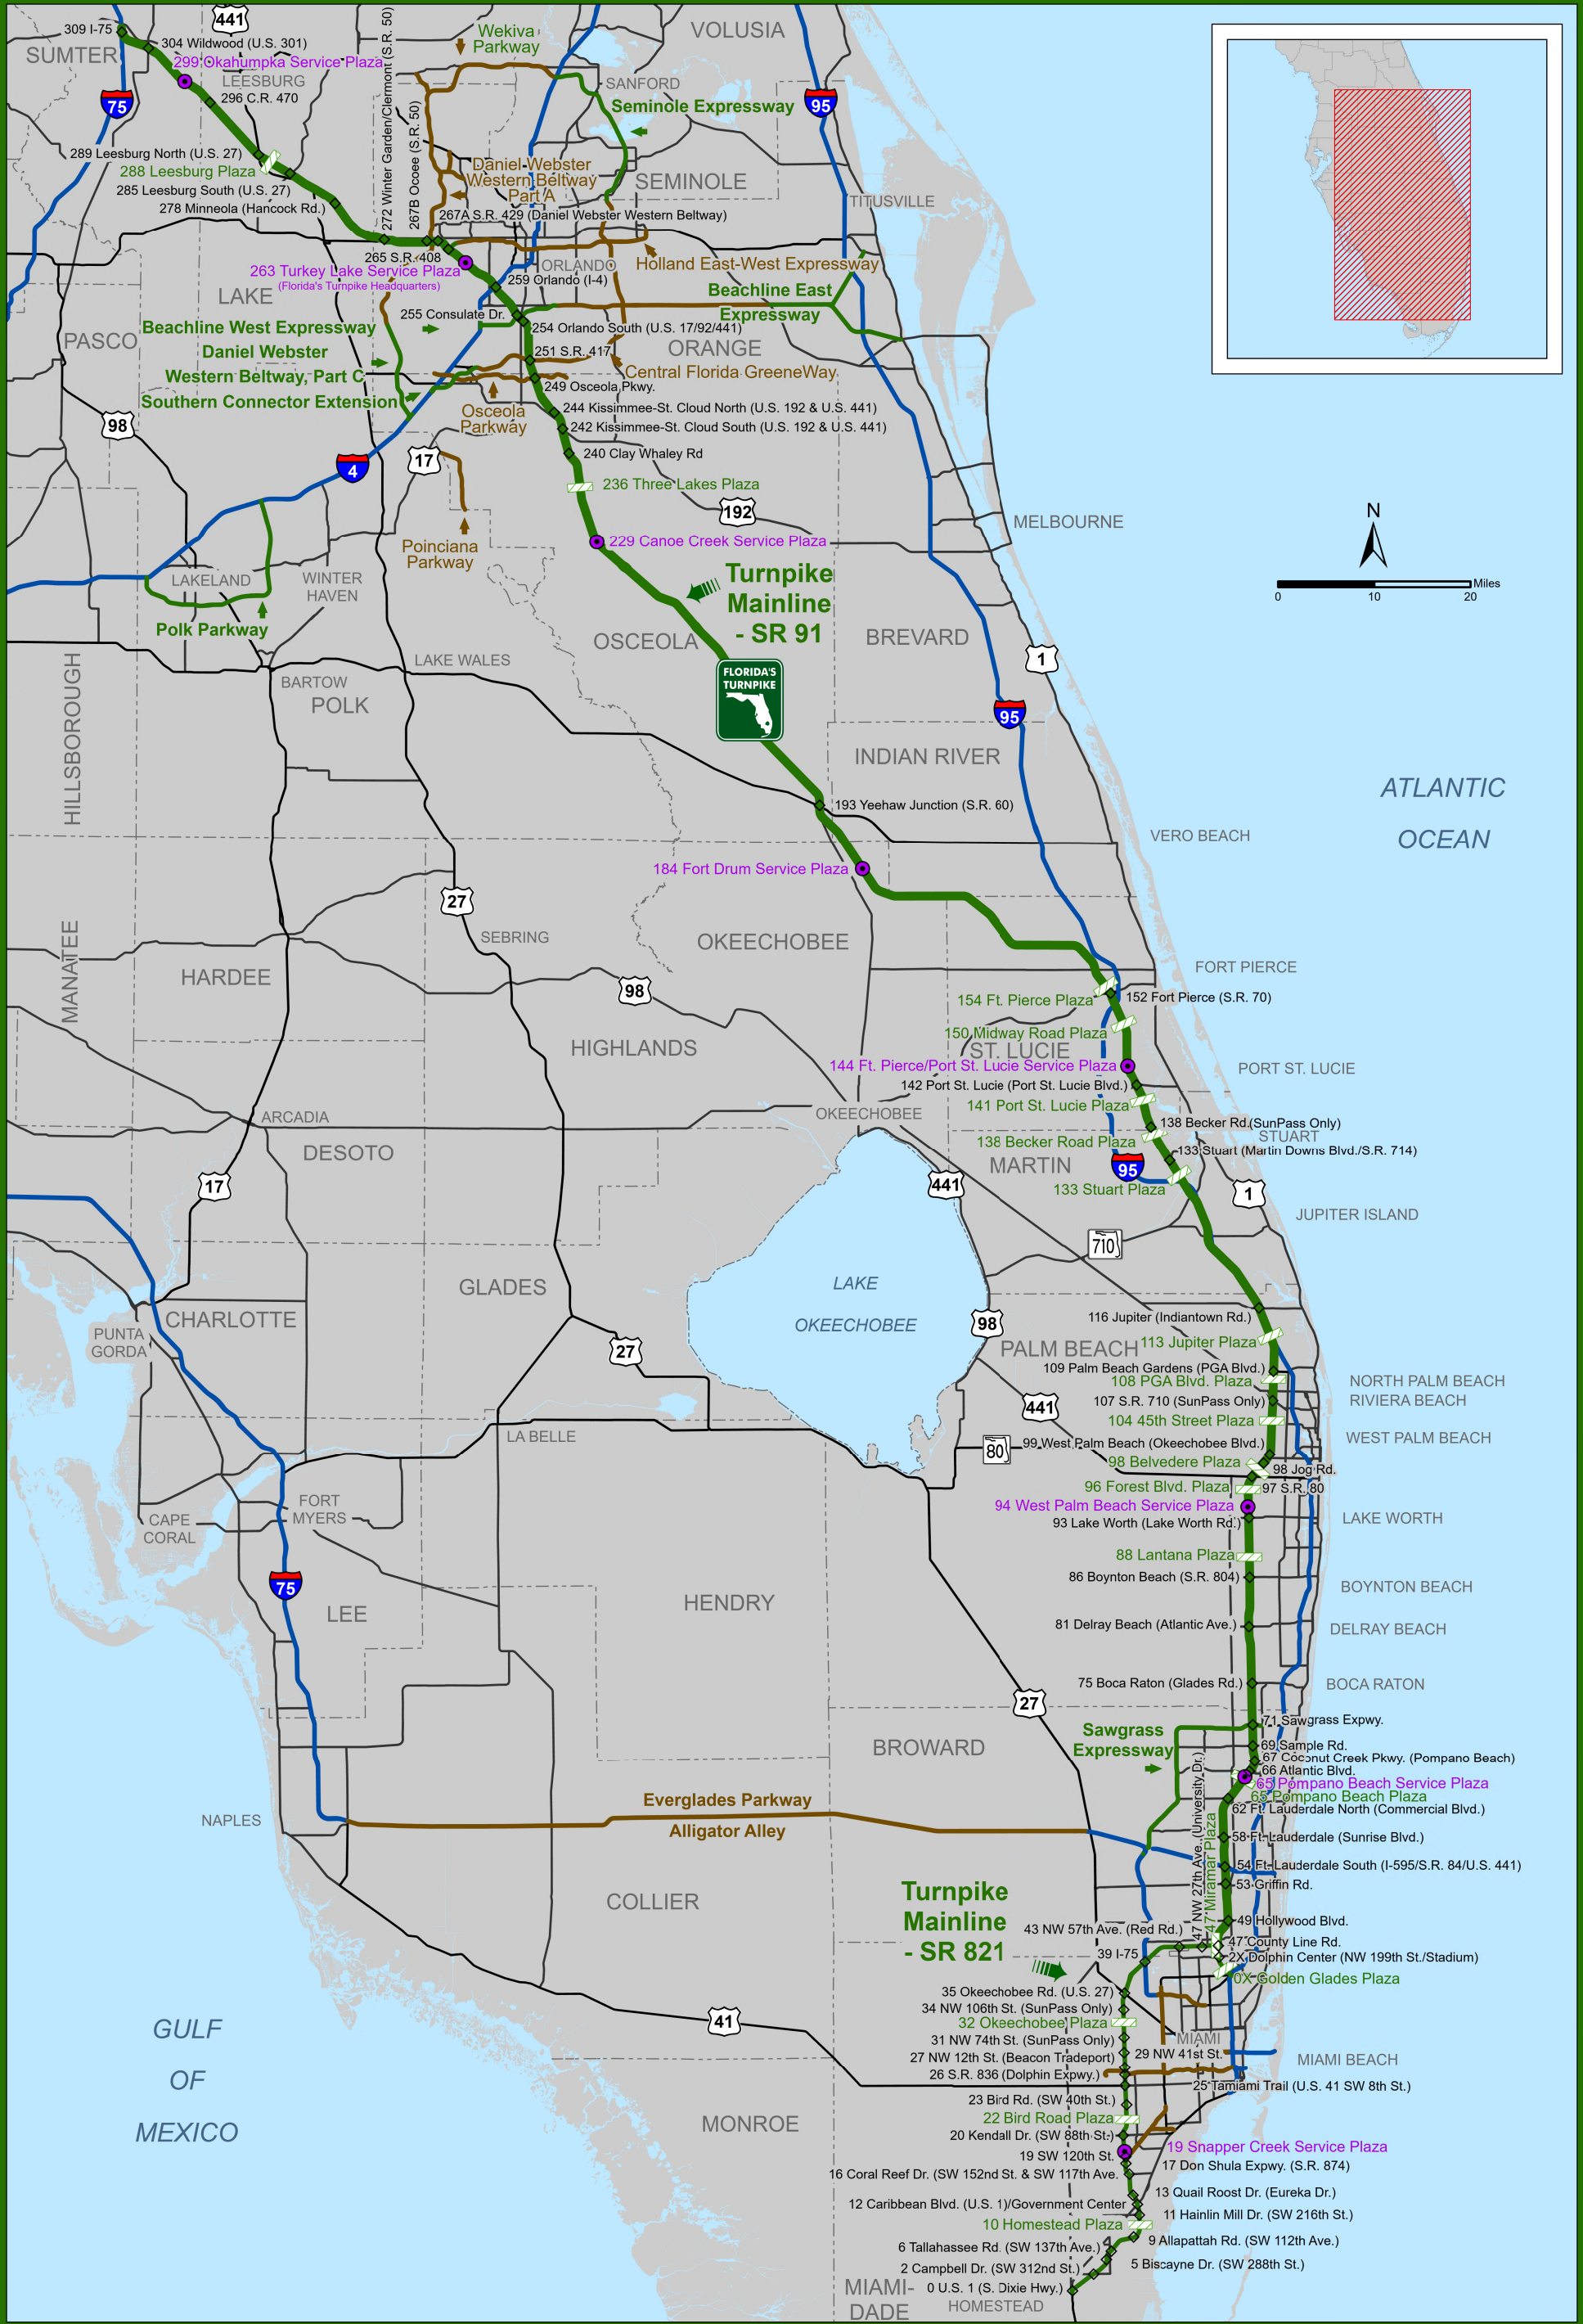 309 I-75
441
VOLUSIA
SUMTER
304 Wildwood (U.S. 301)
Wekiva
Parkway
299 Okahumpka Service Plaza
LEESBURG
296 C.R. 470
75
272 Winter Garden/Clermont (S.R. 50)
267B Ocoee (S.R. 50)
SANFORD
Seminole Expressway
95
289 Leesburg North (U.S. 27)
288 Leesburg Plaza
285 Leesburg South (U.S. 27)
278 Mineola (Hancock Rd.)
Daniel Webster
Western Beltway
Part A
SEMINOLE
TITUSVILLE
267A S.R. 429 (Daniel Webster Western Beltway)
265 S.R. 408
263 Turkey Lake Service Plaza
(Florida's Turnpike Headquarters)
ORLANDO
Holland East-West Expressway
259 Orlando (I-4)
LAKE
Beachline East
Expressway
255 Consulate Dr.
Beachline West Expressway
254 Orlando South (U.S. 17/92/441)
PASCO
Daniel Webster
Western Beltway, Part C
251 S.R. 417
ORANGE
Central Florida GreeneWay
249 Osceola Pkwy.
Southern Connector Extension
Osceola
Parkway
244 Kissimmee-St. Cloud North (U.S. 192 & U.S. 441)
242 Kissimmee-St. Cloud South (U.S. 192 & U.S. 441)
98
240 Clay Whaley Rd
4
17
236 Three Lakes Plaza
192
MELBOURNE
N
229 Canoe Creek Service Plaza
Poinciana
Parkway
LAKELAND
WINTER
HAVEN
Turnpike
Mainline
- SR 91
Miles
0
10
20
Polk Parkway
OSCEOLA
BREVARD
1
LAKE WALES
BARTOW
POLK
FLORIDA'S
TURNPIKE
95
HILLSBOROUGH
INDIAN RIVER
ATLANTIC
OCEAN
193 Yeehaw Junction (S.R. 60)
VERO BEACH
184 Fort Drum Service Plaza
27
SEBRING
OKEECHOBEE
MANATEE
HARDEE
98
FORT PIERCE
154 Ft. Pierce Plaza
152 Fort Pierce (S.R. 70)
150 Midway Road Plaza
HIGHLANDS
ST. LUCIE
144 Ft. Pierce/Port St. Lucie Service Plaza
PORT ST. LUCIE
142 Port St. Lucie (Port St. Lucie Blvd.)
141 Port St. Lucie Plaza
OKEECHOBEE
ARCADIA
138 Becker Rd.(SunPass Only)
138 Becker Road Plaza
STUART
DESOTO
133 Stuart (Martin Downs Blvd./S.R. 714)
MARTIN
95
17
441
133 Stuart Plaza
1
JUPITER ISLAND
710
GLADES
LAKE
OKEECHOBEE
CHARLOTTE
PUNTA
GORDA
98
27
116 Jupiter (Indiantown Rd.)
PALM BEACH
113 Jupiter Plaza
109 Palm Beach Gardens (PGA Blvd.)
108 PGA Blvd. Plaza
NORTH PALM BEACH
107 S.R. 710 (SunPass Only)
RIVIERA BEACH
441
104 45th Street Plaza
LA BELLE
80
99 West Palm Beach (Okeechobee Blvd.)
WEST PALM BEACH
98 Belvedere Plaza
98 Jog Rd.
96 Forest Blvd. Plaza
97 S.R. 80
94 West Palm Beach Service Plaza
FORT
MYERS
CAPE
CORAL
93 Lake Worth (Lake Worth Rd.)
LAKE WORTH
88 Lantana Plaza
75
86 Boynton Beach (S.R. 804)
BOYNTON BEACH
HENDRY
LEE
81 Delray Beach (Atlantic Ave.)
DELRAY BEACH
75 Boca Raton (Glades Rd.)
BOCA RATON
27
71 Sawgrass Expwy.
Sawgrass
Expressway
BROWARD
69 Sample Rd.
67 Coconut Creek Pkwy. (Pompano Beach)
66 Atlantic Blvd.
65 Pompano Beach Service Plaza
65 Pompano Beach Plaza
Everglades Parkway
Alligator Alley
62 Ft. Lauderdale North (Commercial Blvd.)
NAPLES
47 NW 27th Ave. (University Dr.)
47 Miramar Plaza
58 Ft. Lauderdale (Sunrise Blvd.)
54 Ft. Lauderdale South (I-595/S.R. 84/U.S. 441)
53 Griffin Rd.
COLLIER
Turnpike
Mainline
- SR 821
49 Hollywood Blvd.
43 NW 57th Ave. (Red Rd.)
47 County Line Rd.
39 I-75
2X Dolphin Center (NW 199th St./Stadium)
0X Golden Glades Plaza
35 Okeechobee Rd. (U.S. 27)
34 NW 106th St. (SunPass Only)
41
32 Okeechobee Plaza
31 NW 74th St. (SunPass Only)
MIAMI
29 NW 41st St.
27 NW 12th St. (Beacon Tradeport)
MIAMI BEACH
26 S.R. 836 (Dolphin Expwy.)
25 Tamiami Trail (U.S. 41 SW 8th St.)
GULF
OF
MEXICO
23 Bird Rd. (SW 40th St.)
MONROE
22 Bird Road Plaza
20 Kendall Dr. (SW 88th St.)
19 Snapper Creek Service Plaza
19 SW 120th St.
17 Don Shula Expwy. (S.R. 874)
16 Coral Reef Dr. (SW 152nd St. & SW 117th Ave.
13 Quail Roost Dr. (Eureka Dr.)
12 Caribbean Blvd. (U.S. 1)/Government Center
11 Hainlin Mill Dr. (SW 216th St.)
10 Homestead Plaza
9 Allapattah Rd. (SW 112th Ave.)
6 Tallahassee Rd. (SW 137th Ave.)
5 Biscayne Dr. (SW 288th St.)
2 Campbell Dr. (SW 312nd St.)
0 U.S. 1 (S. Dixie Hwy.)
MIAMI-
DADE
HOMESTEAD